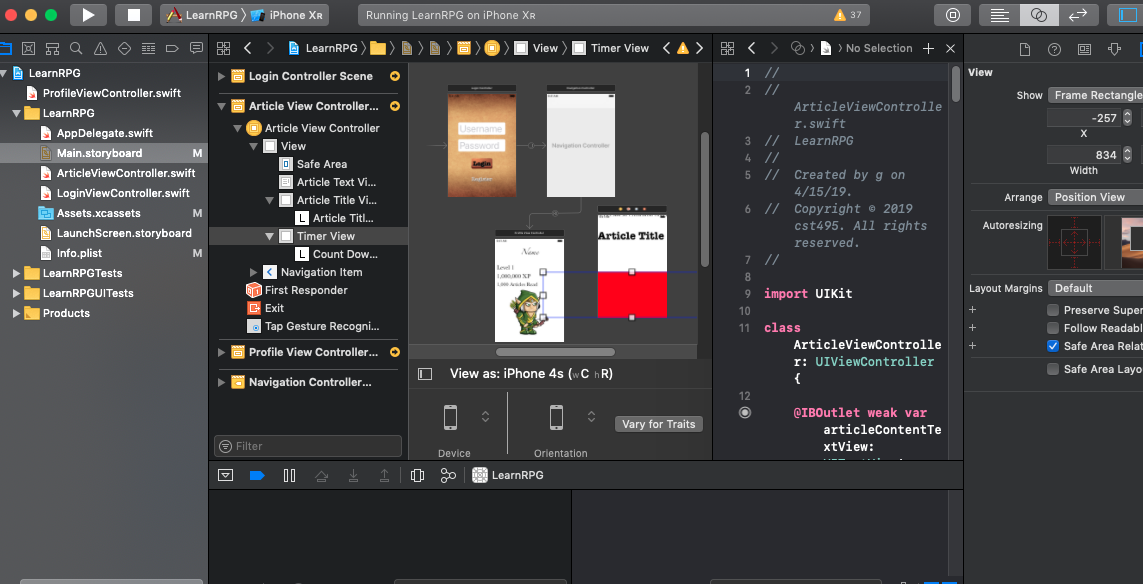 LearnRPG
iPhone XR
Running LearnRPG on iPhone XR
37
LearnRPG
ProfileViewController.swift
LearnRPG
AppDelegate.swift
Main.storyboard
M
ArticleViewController.swift
LoginViewController.swift
Assets.xcassets
M
LaunchScreen.storyboard
Info.plist
M
LearnRPGTests
LearnRPGUITests
Products
LearnRPG
View
Timer View
Login Controller Scene
Article View Controller...
Article View Controller
View
Safe Area
Article Text Vi...
Article Title Vi...
L Article Titl...
Timer View
L Count Dow...
Navigation Item
First Responder
Exit
Tap Gesture Recogni...
Profile View Controller...
Navigation Controller...
Filter
Username
Password
Login
Register
Navigation Controller
Name
Level 1
1,000,000 XP
1,000 Articles Read
Article Title
View as: iPhone 4s (wC hR)
Device
Orientation
Vary for Traits
LearnRPG
No Selection
1 //
2 //
ArticleViewControlle
r.swift
3 // LearnRPG
4 //
5 // Created by g on
4/15/19.
6 // Copyright © 2019
cst495. All rights
reserved.
7 //
8
9 import UIKit
10
11 class
ArticleViewControlle
r: UIViewController
{
12
@IBOutlet weak var
articleContentTe
xtView:
View
Show Frame Rectangle
-257
X
834
Width
Arrange Position View
Autoresizing
Layout Margins Default
Preserve Super
Follow Readabl
Safe Area Relat
Safe Area Layo